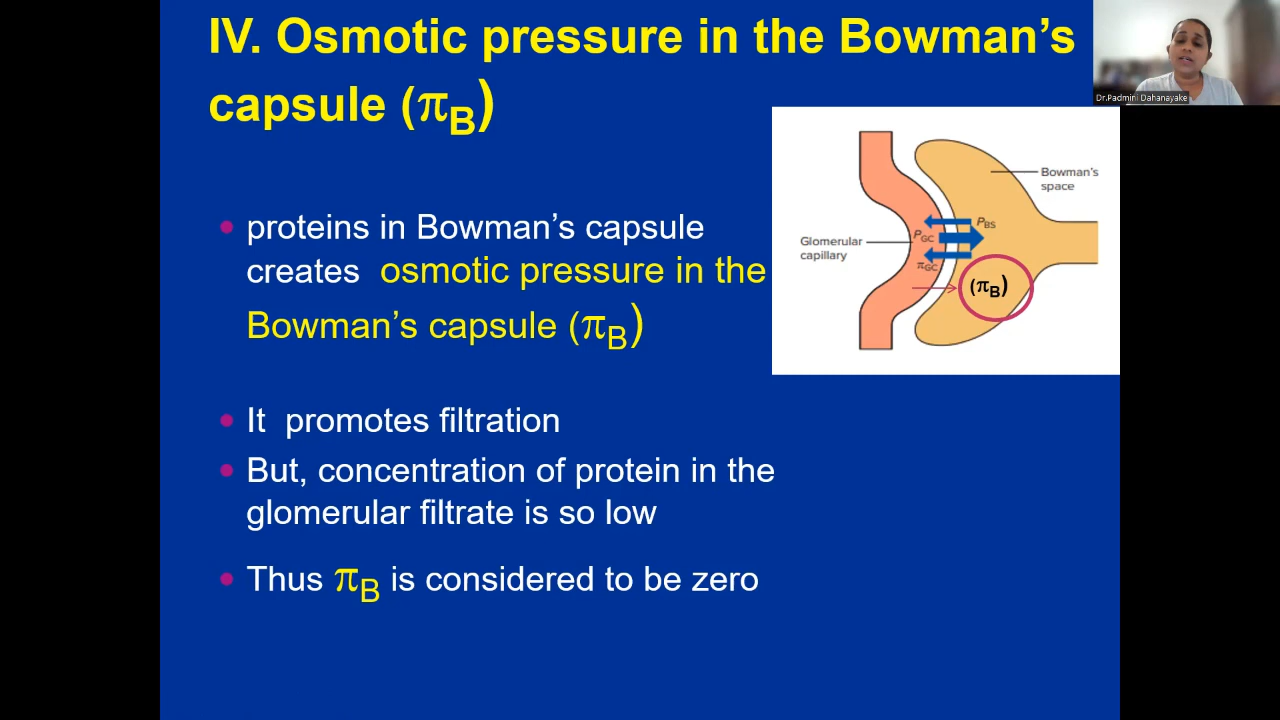 IV. Osmotic pressure in the Bowman's
capsule (πB)
Dr.Padmini Dahanayake
proteins in Bowman's capsule
creates osmotic pressure in the
Bowman's capsule (πB)
It promotes filtration
But, concentration of protein in the
glomerular filtrate is so low
Thus πB is considered to be zero
Bowman's
space
PBS
PGC
Glomerular
capillary
πGC
(πB)